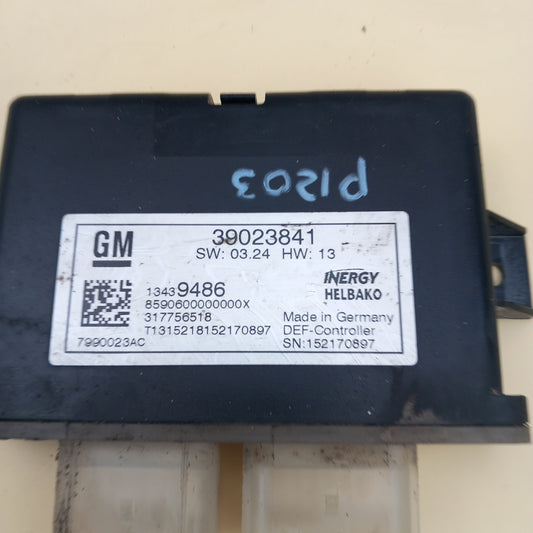 P1203
GM
39023841
SW: 03.24 HW: 13
13439486
8590600000000X
317756518
T1315218152170897
7990023AC
INERGY
HELBAKO
Made in Germany
DEF-Controller
SN:152170897